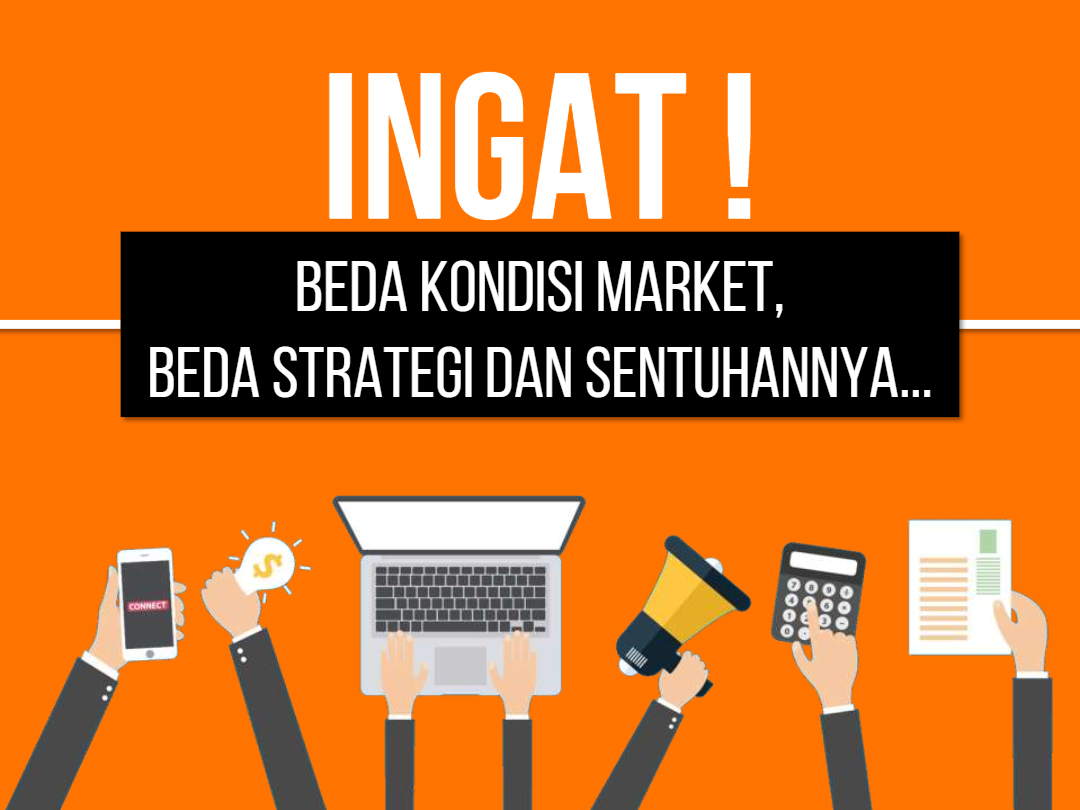 INGAT !
BEDA KONDISI MARKET,
BEDA STRATEGI DAN SENTUHANNYA...
CONNECT